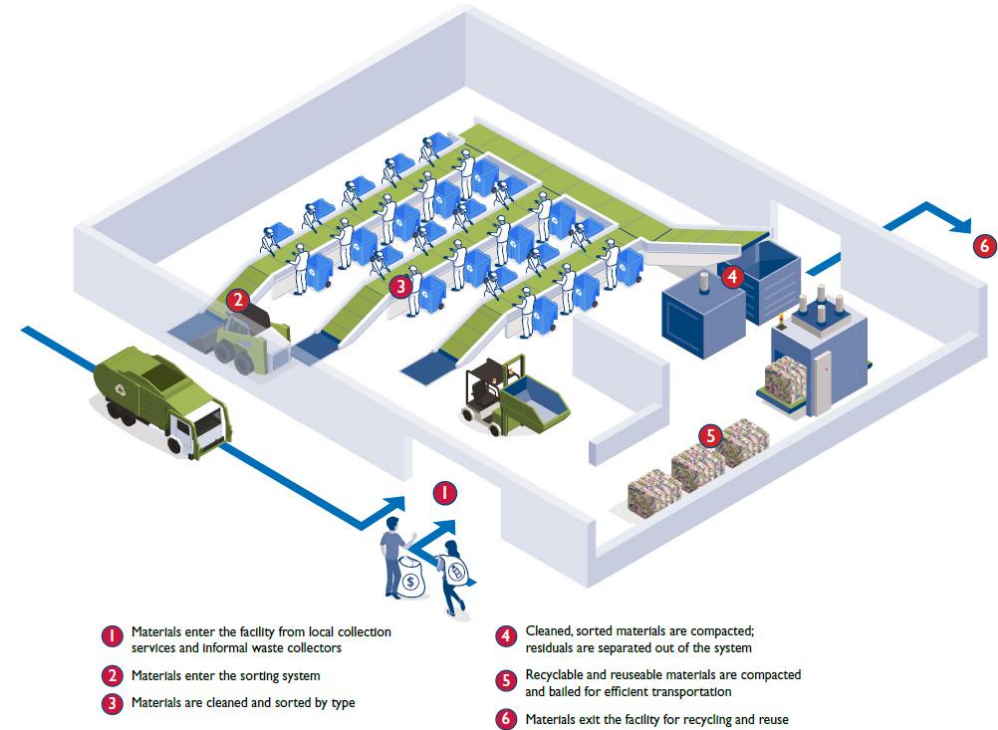 6
4
2
3
5
1
$
1 Materials enter the facility from local collection
services and informal waste collectors
2 Materials enter the sorting system
3 Materials are cleaned and sorted by type
4 Cleaned, sorted materials are compacted;
residuals are separated out of the system
5 Recyclable and reuseable materials are compacted
and bailed for efficient transportation
6 Materials exit the facility for recycling and reuse